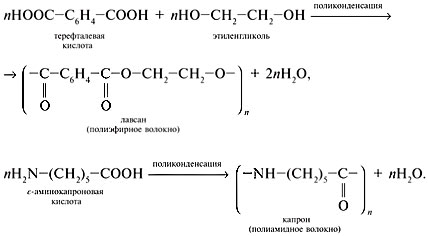 nHOOC–C₆H₄–COOH + nHO–CH₂–CH₂–OH поликонденсация →
терефталевая кислота этиленгликоль
→ (–C–C₆H₄–C–O–CH₂–CH₂–O–)n + 2nH₂O,
O O
лавсан
(полиэфирное волокно)
nH₂N–(CH₂)₅–COOH поликонденсация → (–NH–(CH₂)₅–C–)n + nH₂O.
O
ε-аминокапроновая кислота
капрон
(полиамидное волокно)